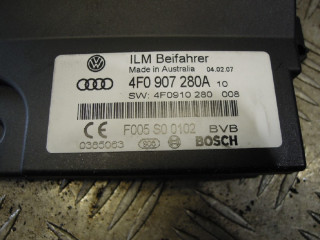 ILM Beifahrer
Made in Australia 04.02.07
4F0 907 280A 10
SW: 4F0910 280 008
F005 S0 0102 BVB
0365063 BOSCH